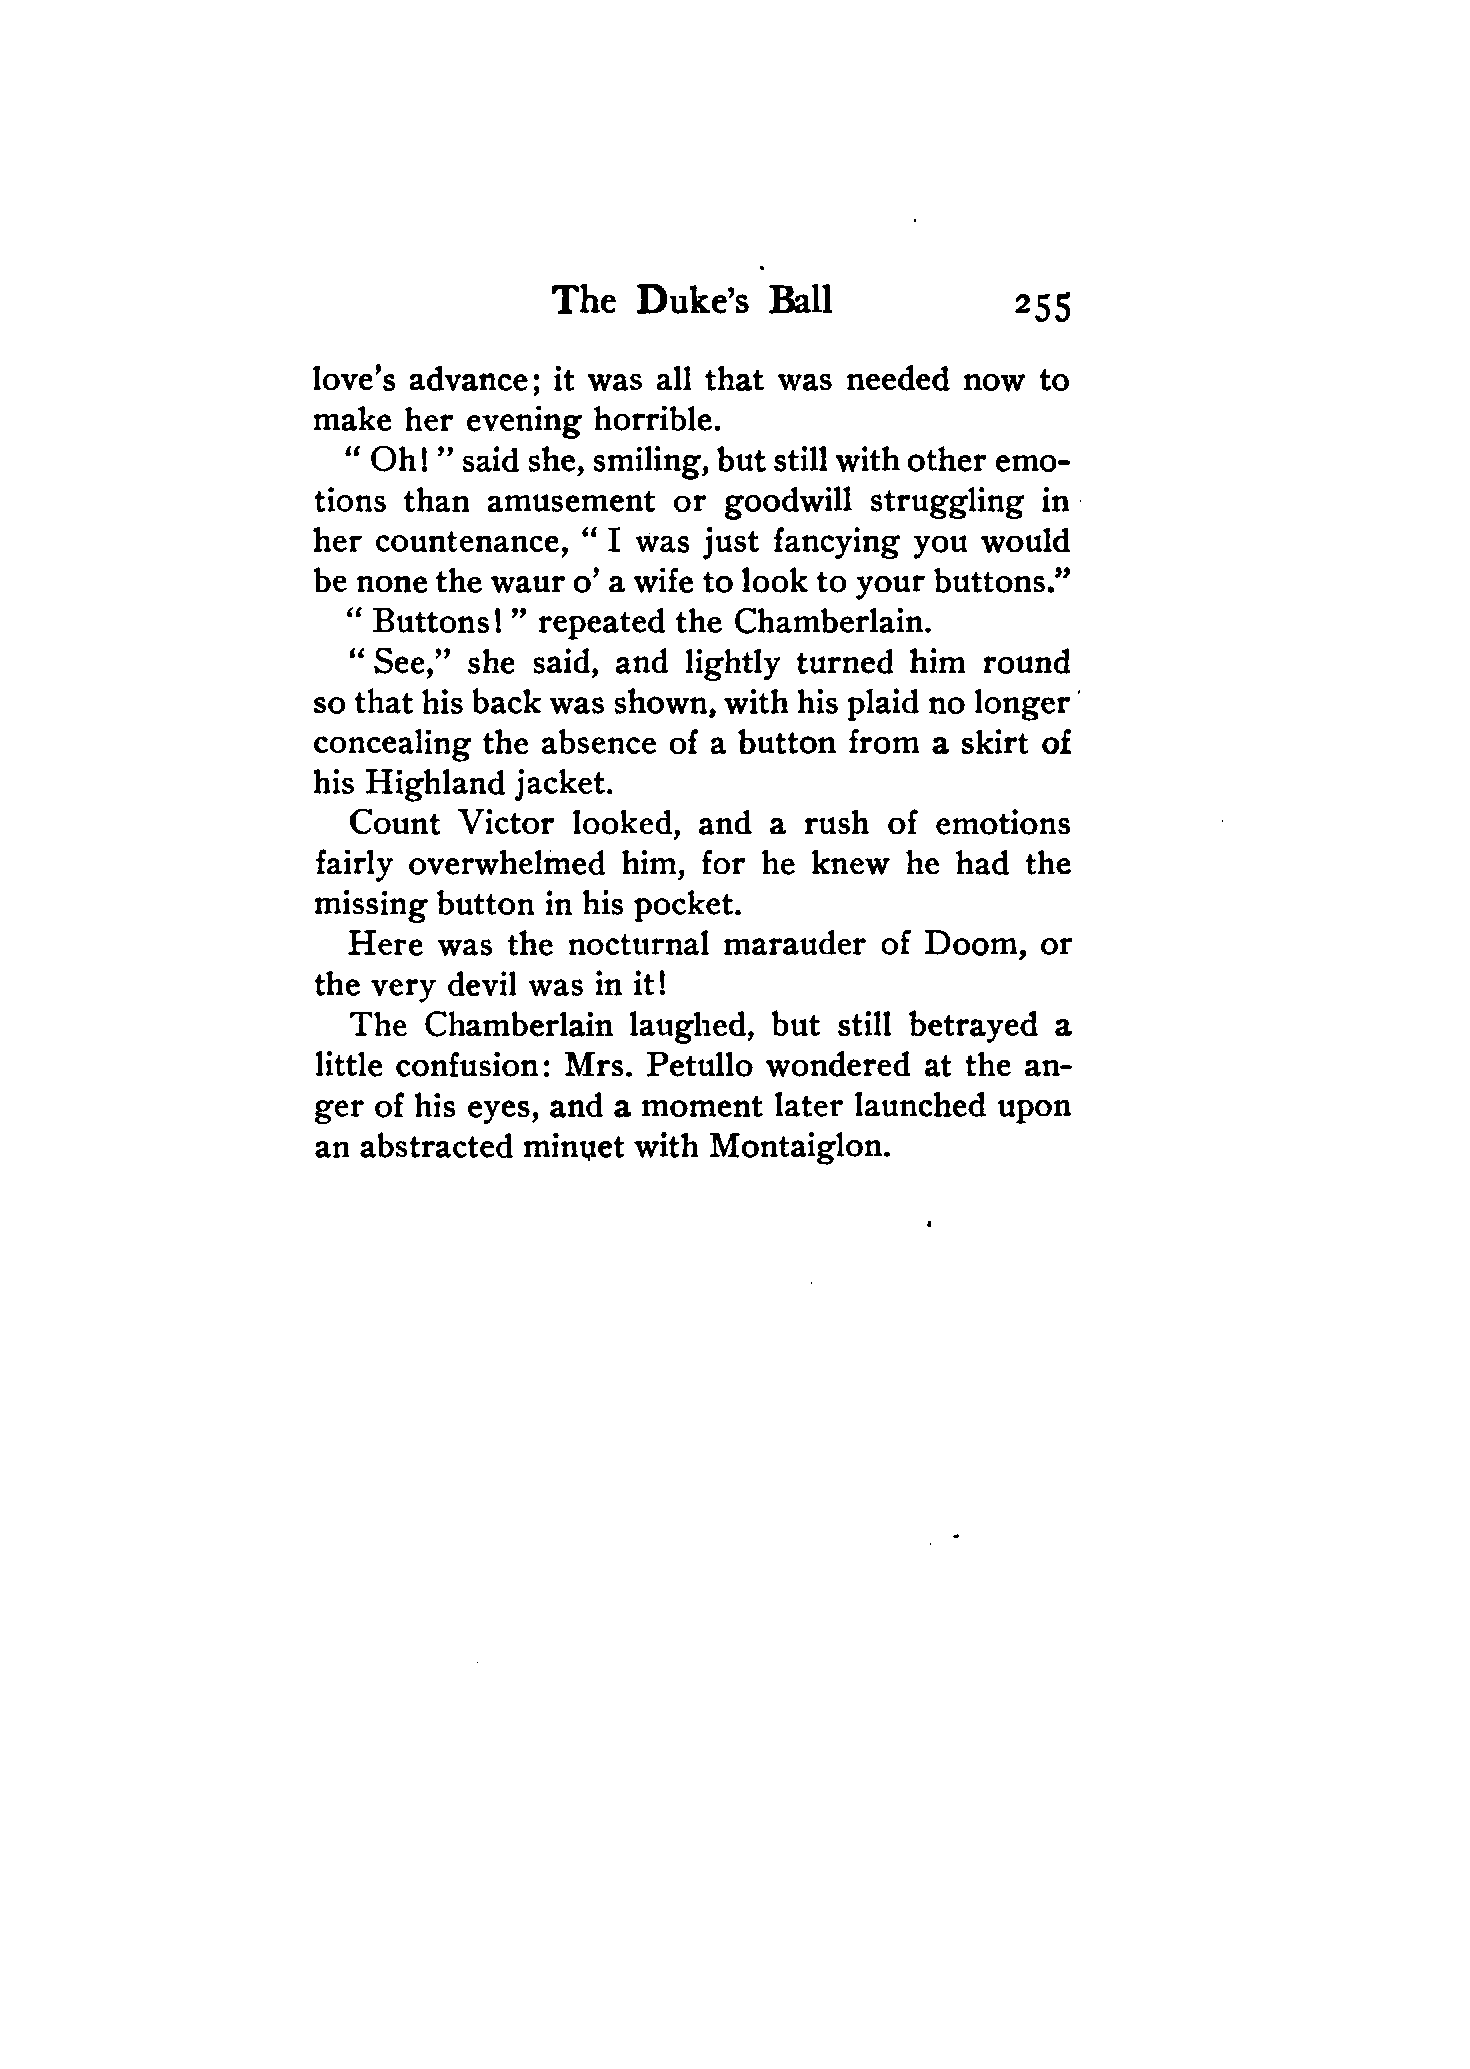 The Duke's Ball 255
love's advance; it was all that was needed now to
make her evening horrible.
"Oh!" said she, smiling, but still with other emo-
tions than amusement or goodwill struggling in
her countenance, "I was just fancying you would
be none the waur o' a wife to look to your buttons."
"Buttons!" repeated the Chamberlain.
"See," she said, and lightly turned him round
so that his back was shown, with his plaid no longer
concealing the absence of a button from a skirt of
his Highland jacket.
Count Victor looked, and a rush of emotions
fairly overwhelmed him, for he knew he had the
missing button in his pocket.
Here was the nocturnal marauder of Doom, or
the very devil was in it!
The Chamberlain laughed, but still betrayed a
little confusion: Mrs. Petullo wondered at the an-
ger of his eyes, and a moment later launched upon
an abstracted minuet with Montaiglon.